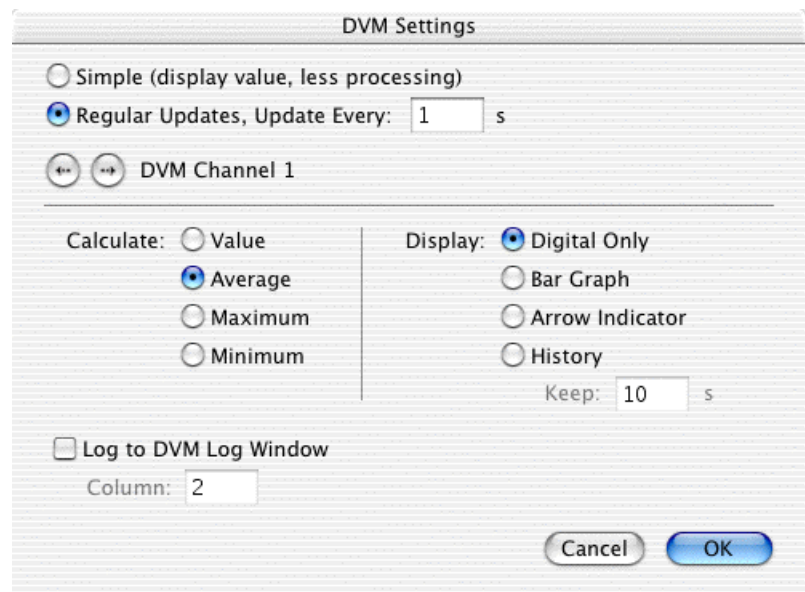 DVM Settings
Simple (display value, less processing)
Regular Updates, Update Every: 1 s
DVM Channel 1
Calculate: Value
Average
Maximum
Minimum
Display: Digital Only
Bar Graph
Arrow Indicator
History
Keep: 10 s
Log to DVM Log Window
Column: 2
Cancel OK